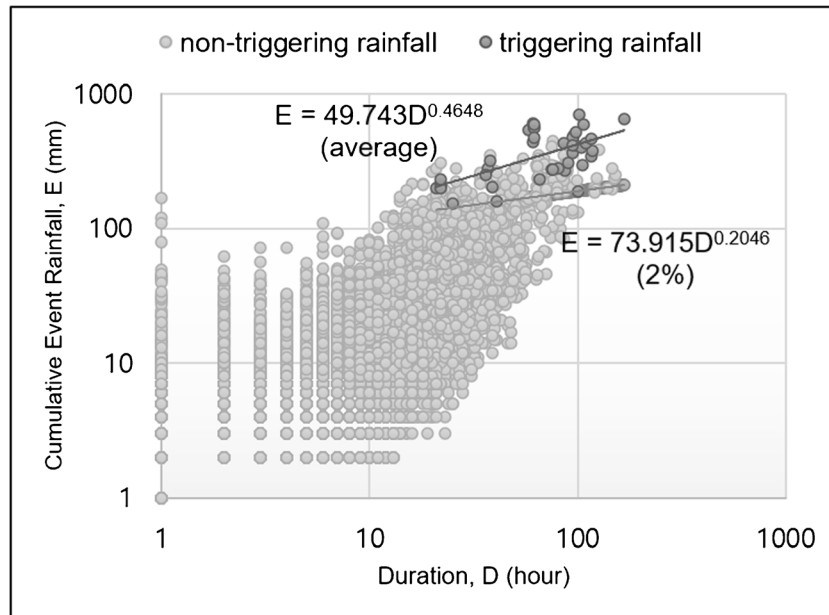 non-triggering rainfall
triggering rainfall
1000
E = 49.743D^0.4648
(average)
100
E = 73.915D^0.2046
(2%)
10
1
Cumulative Event Rainfall, E (mm)
1
10
100
1000
Duration, D (hour)